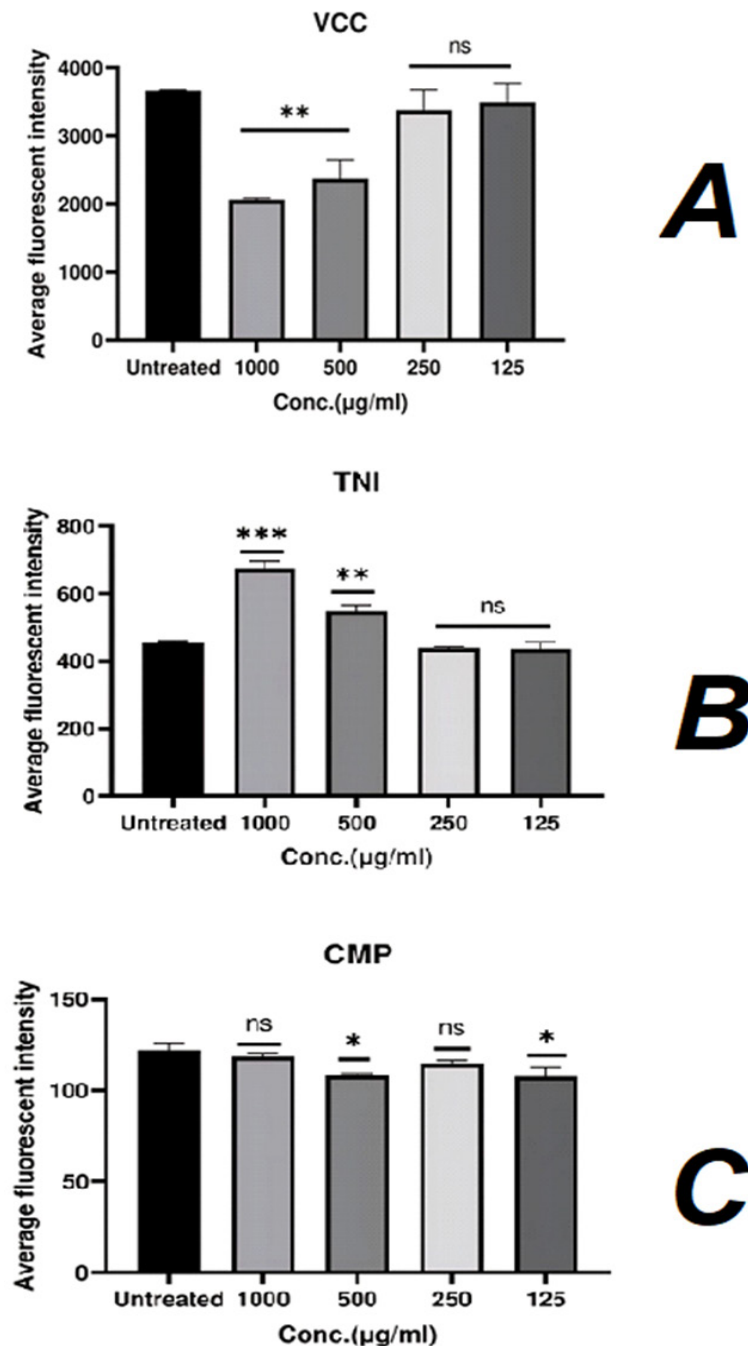 VCC
ns
**
4000
3000
2000
1000
0
Average fluorescent intensity
Untreated 1000 500 250 125
Conc.(µg/ml)
A
TNI
***
**
ns
800
600
400
200
0
Average fluorescent intensity
Untreated 1000 500 250 125
Conc.(µg/ml)
B
CMP
ns * ns *
150
100
50
0
Average fluorescent intensity
Untreated 1000 500 250 125
Conc.(µg/ml)
C